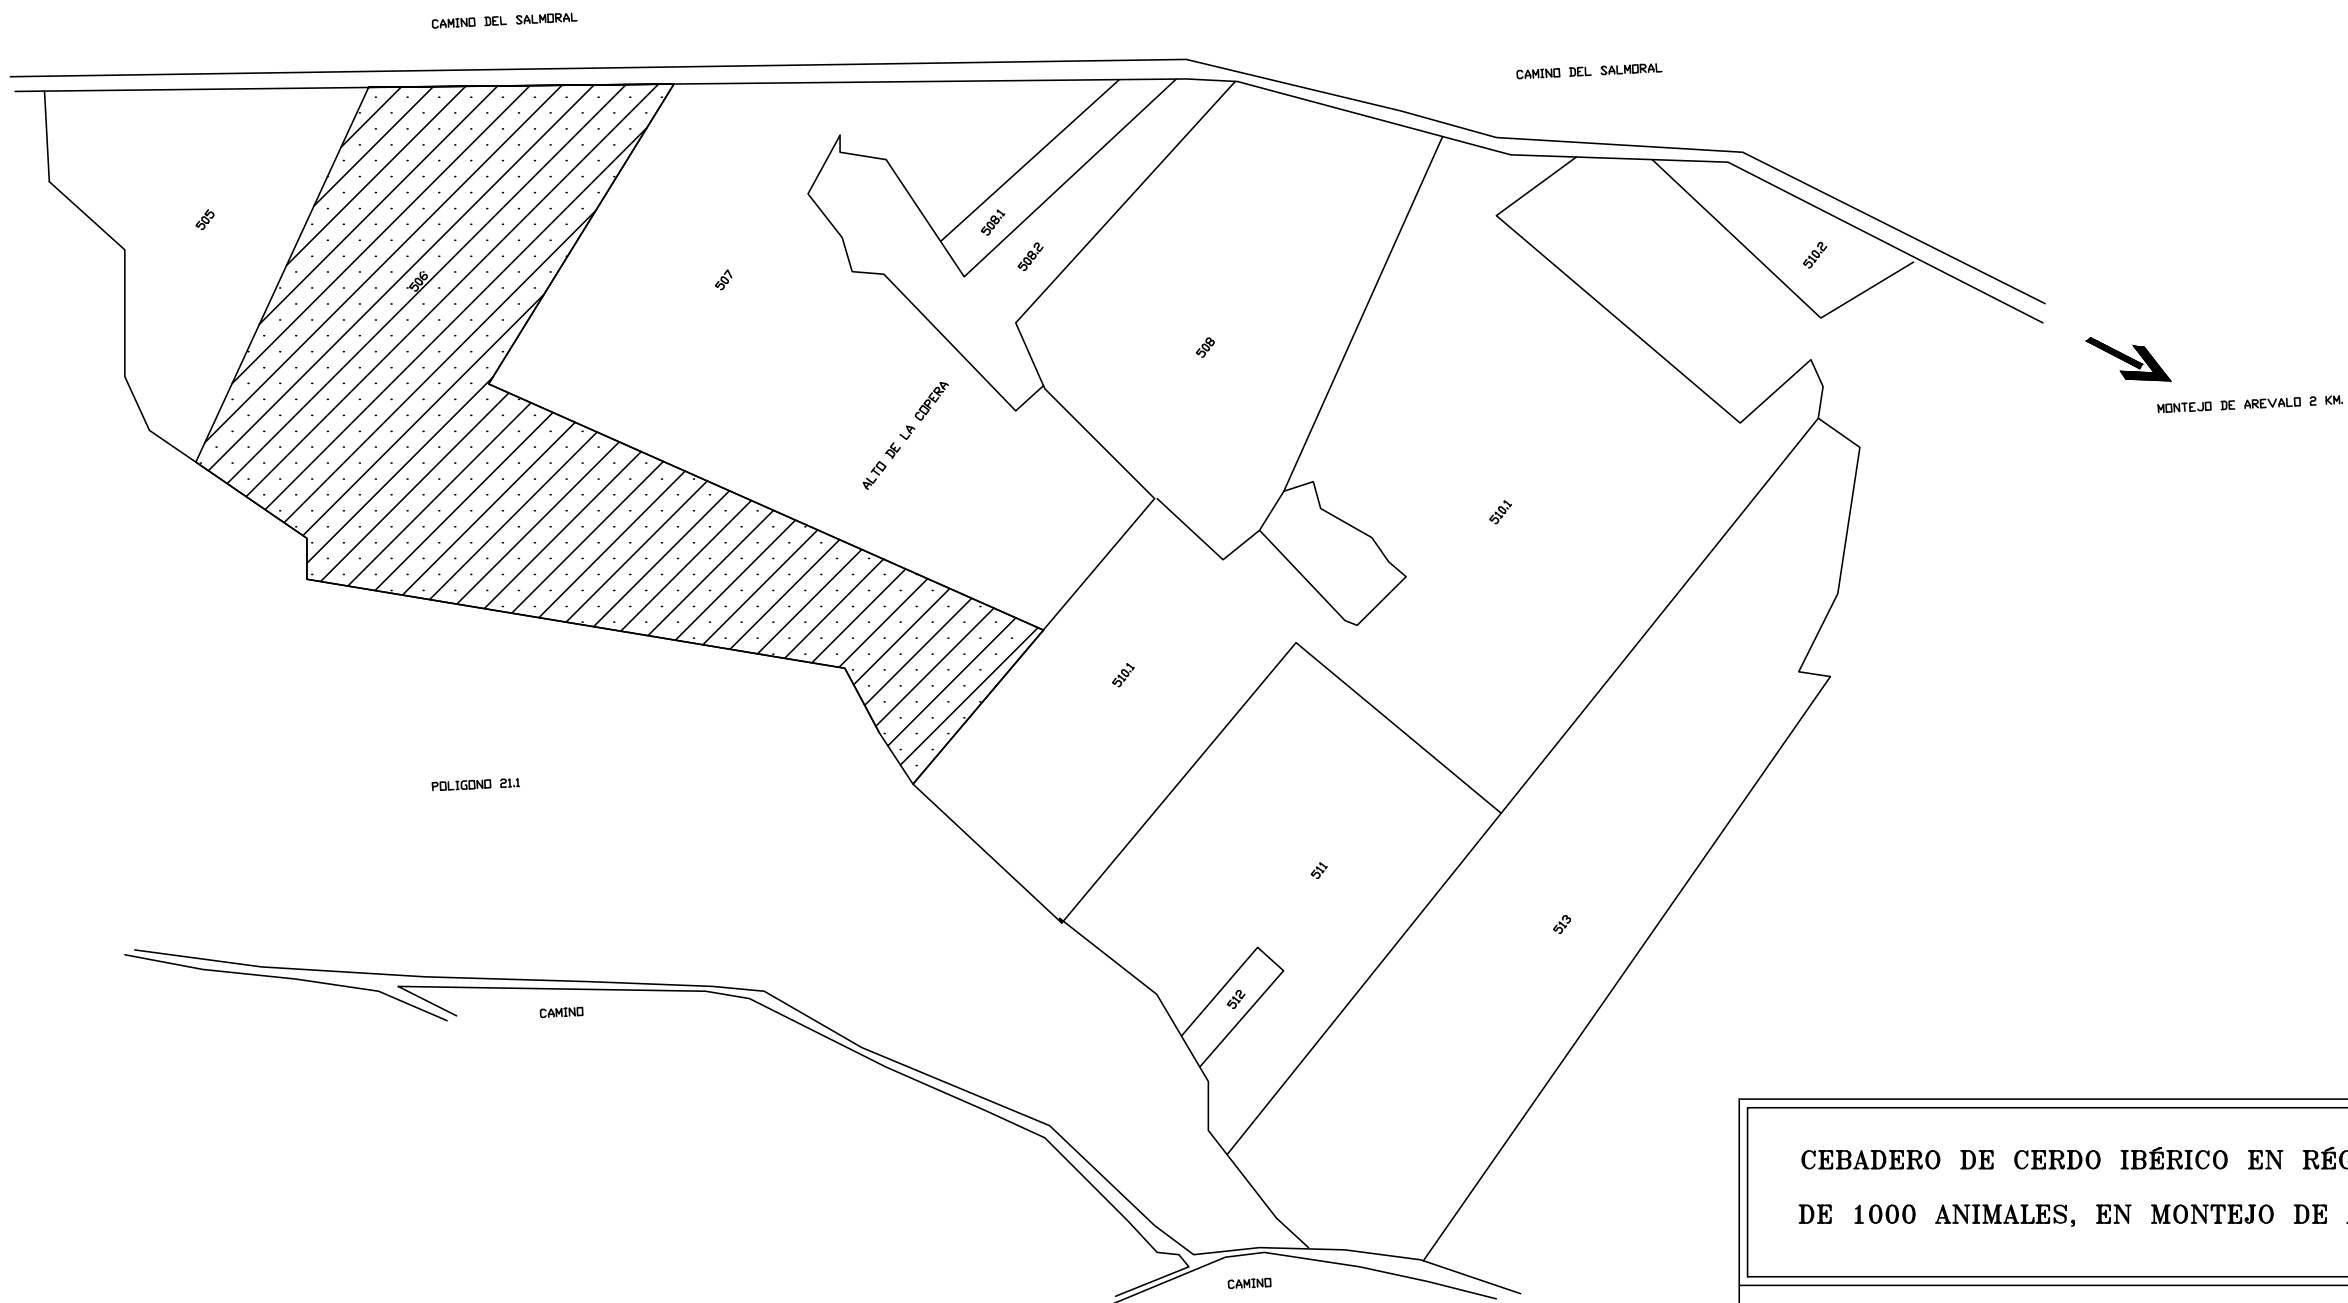 CAMINO DEL SALMORAL
CAMINO DEL SALMORAL
505
506
507
508.1
508.2
508
510.2
MONTEJO DE AREVALO 2 KM.
ALTO DE LA COPERA
510.1
510.1
POLIGONO 21.1
511
513
512
CAMINO
CAMINO
CEBADERO DE CERDO IBÉRICO EN
DE 1000 ANIMALES, EN MONTEJO DE